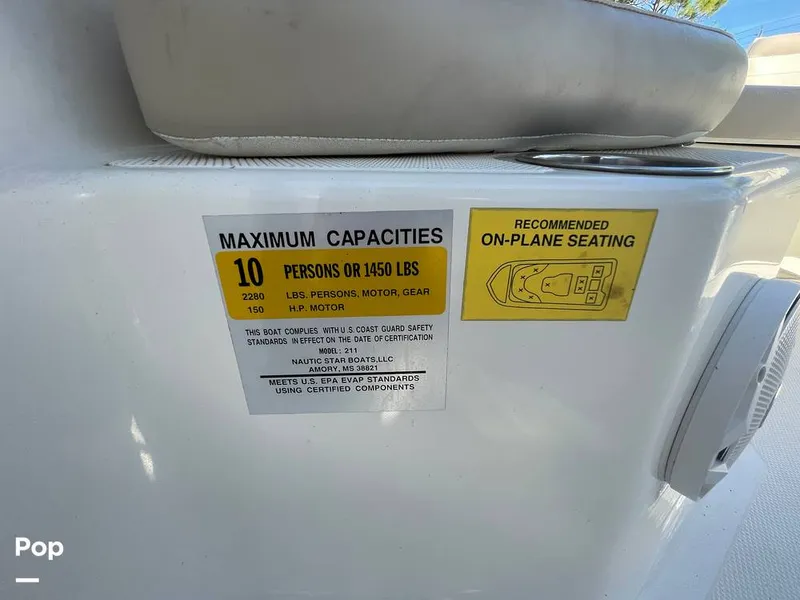 MAXIMUM CAPACITIES
10 PERSONS OR 1450 LBS
2280 LBS. PERSONS, MOTOR, GEAR
150 H.P. MOTOR
THIS BOAT COMPLIES WITH U.S. COAST GUARD SAFETY
STANDARDS IN EFFECT ON THE DATE OF CERTIFICATION
MODEL: 211
NAUTIC STAR BOATS,LLC
AMORY, MS 38821
MEETS U.S. EPA EVAP STANDARDS
USING CERTIFIED COMPONENTS
RECOMMENDED
ON-PLANE SEATING
Pop